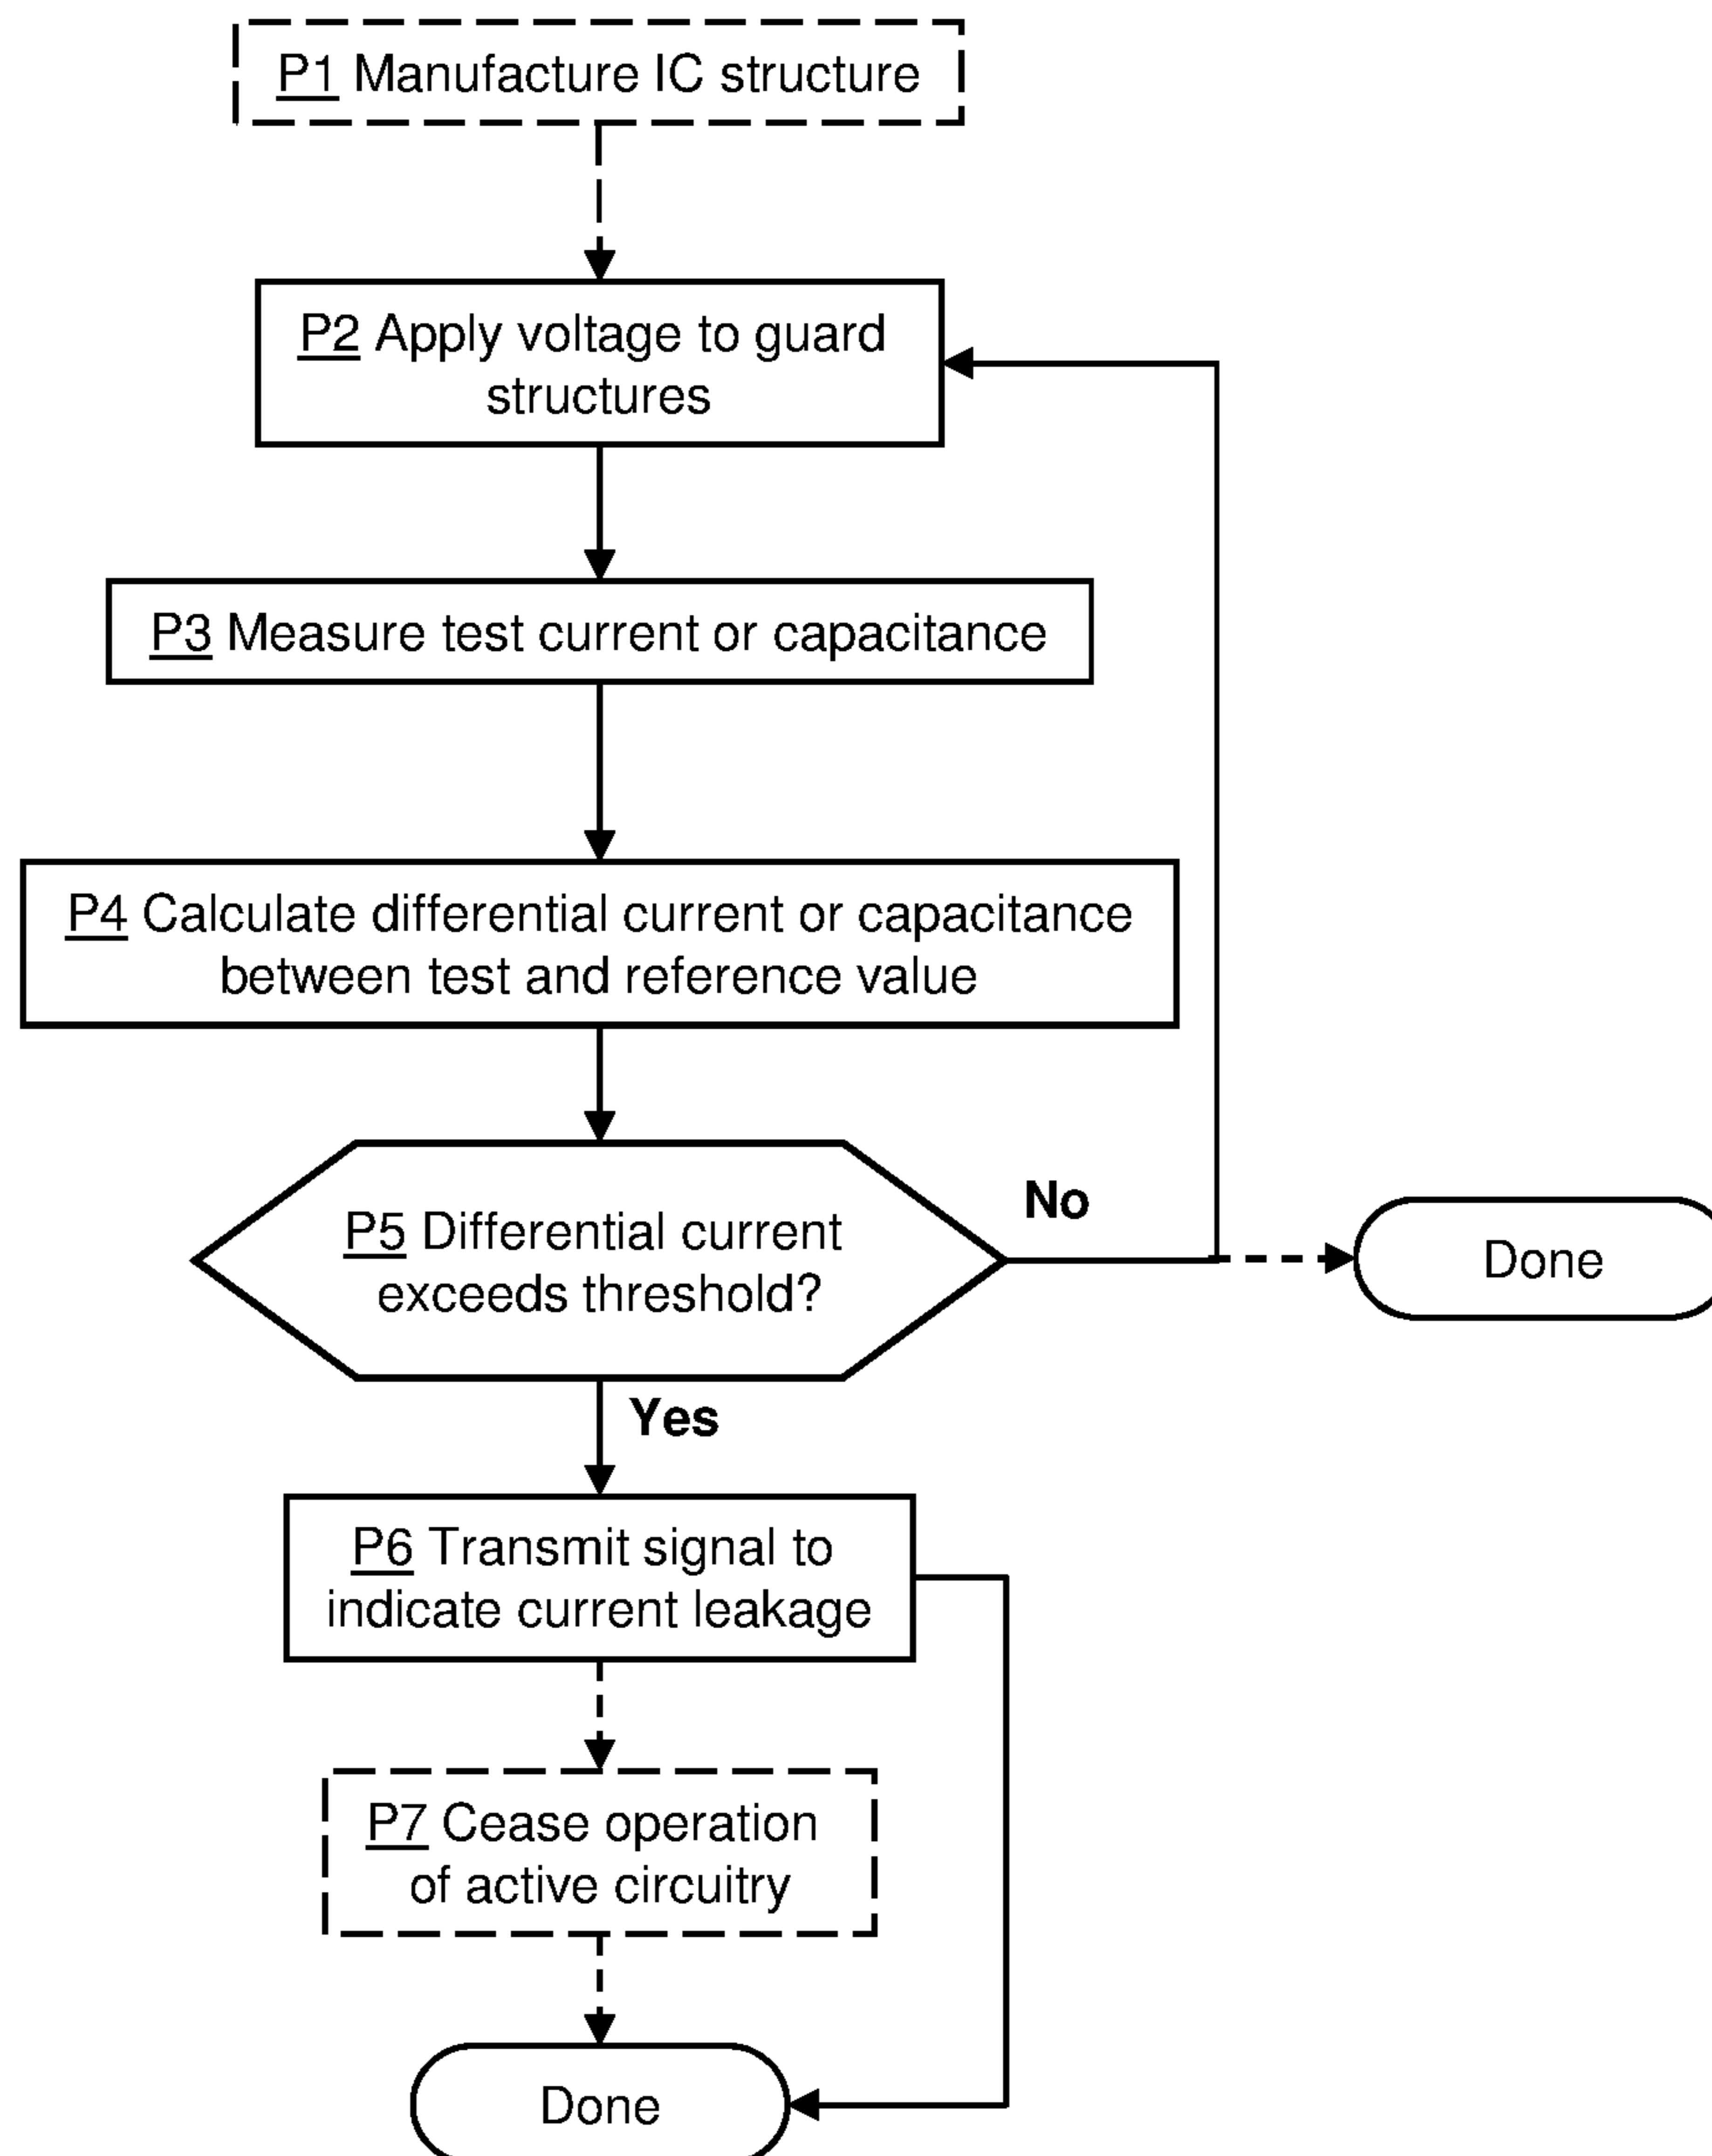 P1 Manufacture IC structure
P2 Apply voltage to guard
structures
P3 Measure test current or capacitance
P4 Calculate differential current or capacitance
between test and reference value
P5 Differential current
exceeds threshold?
No
Done
Yes
P6 Transmit signal to
indicate current leakage
P7 Cease operation
of active circuitry
Done